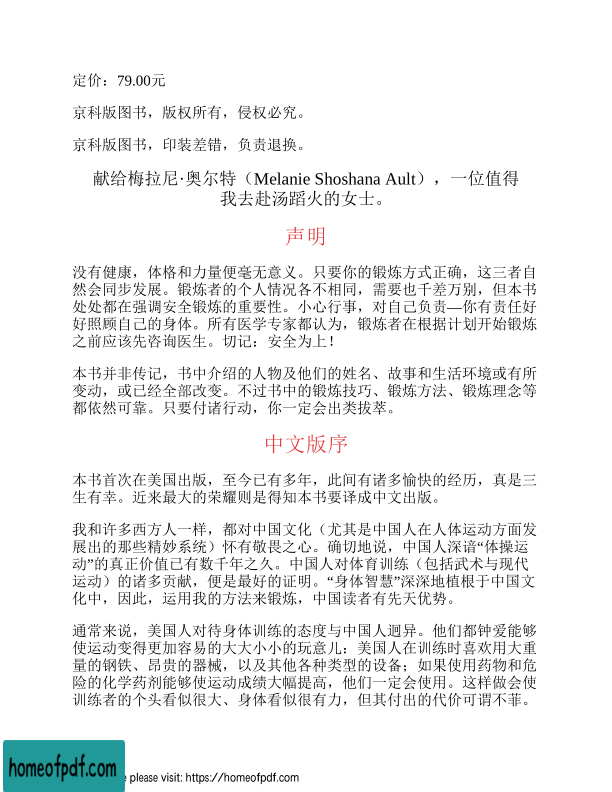 定价：79.00元
京科版图书，版权所有，侵权必究。
京科版图书，印装差错，负责退换。
献给梅拉尼·奥尔特（Melanie Shoshana Ault），一位值得
我去赴汤蹈火的女士。
声明
没有健康，体格和力量便毫无意义。只要你的锻炼方式正确，这三者自
然会同步发展。锻炼者的个人情况各不相同，需要也千差万别，但本书
处处都在强调安全锻炼的重要性。小心行事，对自己负责—你有责任好
好照顾自己的身体。所有医学专家都认为，锻炼者在根据计划开始锻炼
之前应该先咨询医生。切记：安全为上！
本书并非传记，书中介绍的人物及他们的姓名、故事和生活环境或有所
变动，或已经全部改变。不过书中的锻炼技巧、锻炼方法、锻炼理念等
都依然可靠。只要付诸行动，你一定会出类拔萃。
中文版序
本书首次在美国出版，至今已有多年，此间有诸多愉快的经历，真是三
生有幸。近来最大的荣耀则是得知本书要译成中文出版。
我和许多西方人一样，都对中国文化（尤其是中国人在人体运动方面发
展出的那些精妙系统）怀有敬畏之心。确切地说，中国人深谙“体操运
动”的真正价值已有数千年之久。中国人对体育训练（包括武术与现代
运动）的诸多贡献，便是最好的证明。“身体智慧”深深地植根于中国文
化中，因此，运用我的方法来锻炼，中国读者有先天优势。
通常来说，美国人对待身体训练的态度与中国人迥异。他们都钟爱能够
使运动变得更加容易的大大小小的玩意儿：美国人在训练时喜欢用大重
量的钢铁、昂贵的器械，以及其他各种类型的设备；如果使用药物和危
险的化学药剂能够使运动成绩大幅提高，他们一定会使用。这样做会使
训练者的个头看似很大、身体看似很有力，但其付出的代价可谓不菲。
homeofpdf.com
please visit: https://homeofpdf.com